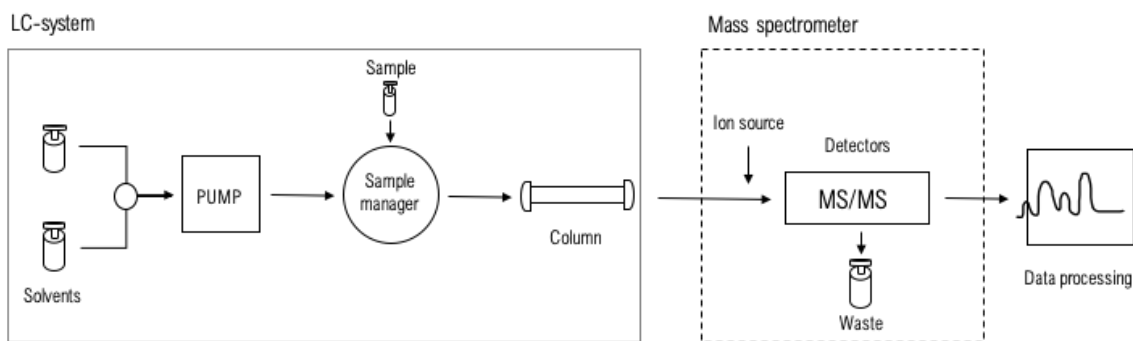 LC-system
Mass spectrometer
Sample
Ion source
Detectors
PUMP
Sample
manager
MS/MS
Column
Solvents
Waste
Data processing